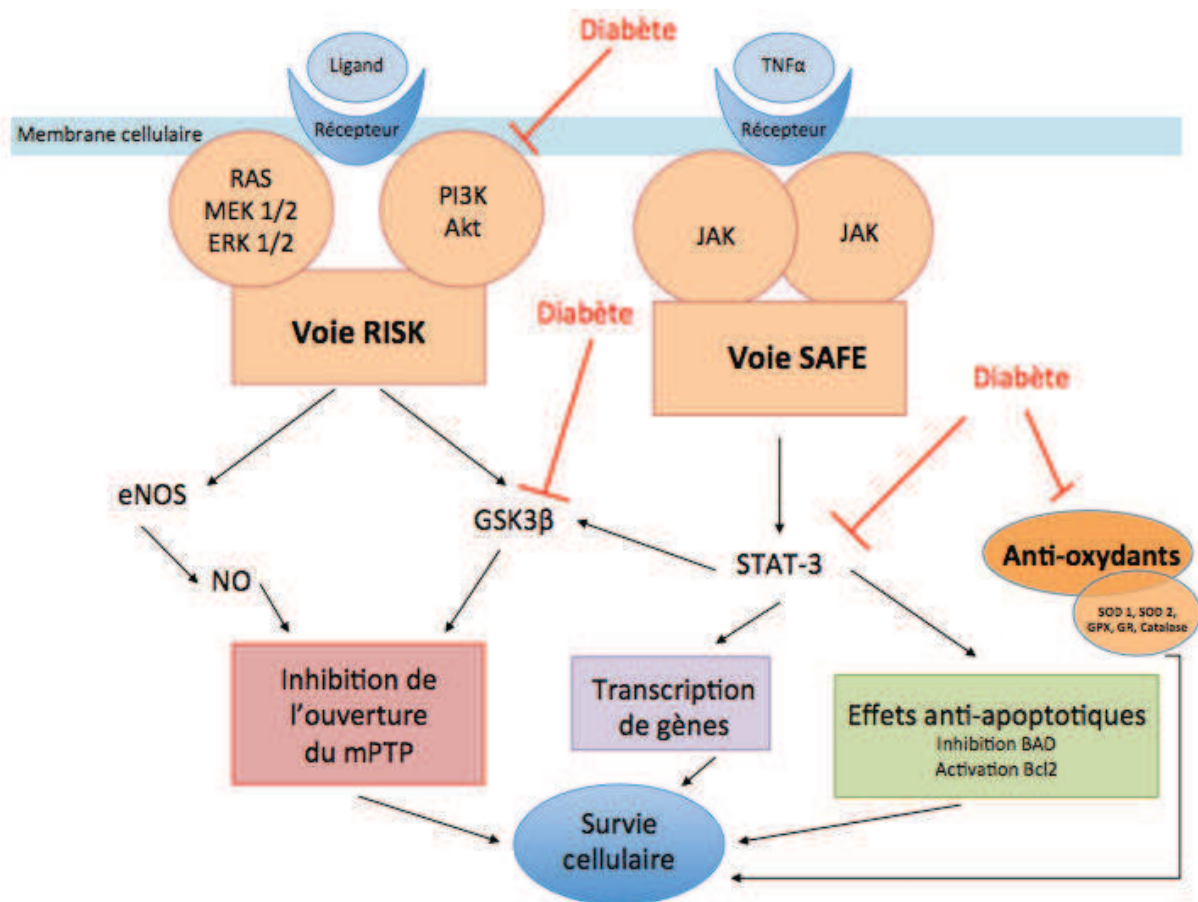 Diabète
Ligand
TNFα
Membrane cellulaire
Récepteur
Récepteur
RAS
MEK 1/2
ERK 1/2
PI3K
Akt
JAK
JAK
Voie RISK
Diabète
Voie SAFE
Diabète
eNOS
GSK3β
STAT-3
NO
Anti-oxydants
SOD 1, SOD 2,
GPX, GR, Catalase
Inhibition de
l'ouverture
du mPTP
Transcription
de gènes
Effets anti-apoptotiques
Inhibition BAD
Activation Bcl2
Survie
cellulaire